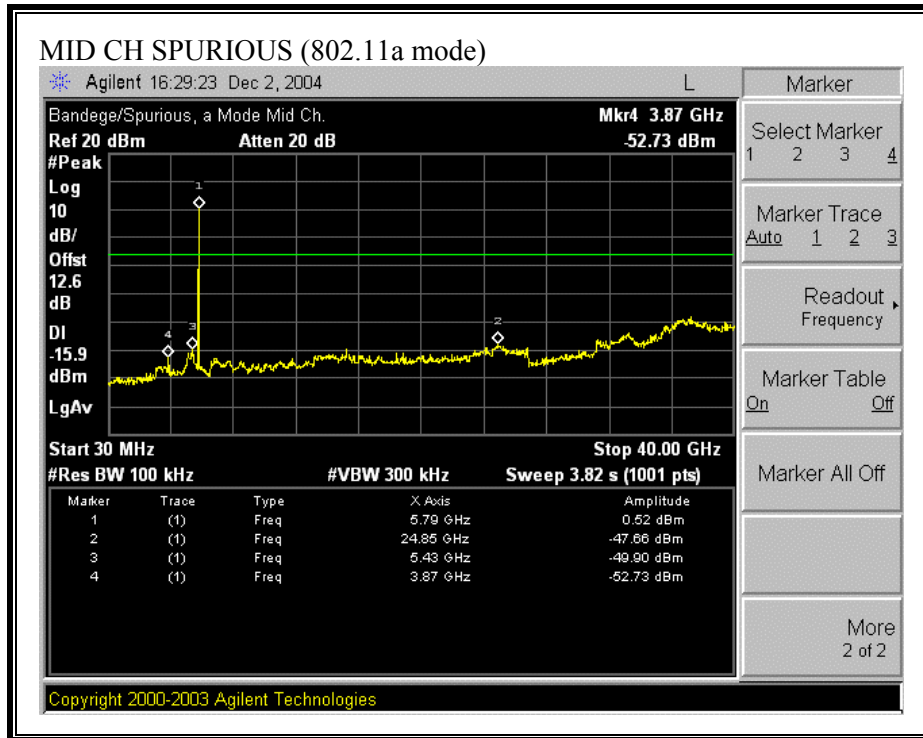 MID CH SPURIOUS (802.11a mode)
Agilent 16:29:23 Dec 2, 2004 L
Bandege/Spurious, a Mode Mid Ch. Mkr4 3.87 GHz
Ref 20 dBm Atten 20 dB -52.73 dBm
#Peak
Log
10
dB/
Offst
12.6
dB
DI
-15.9
dBm
LgAv
1
2
3
4
Start 30 MHz Stop 40.00 GHz
#Res BW 100 kHz #VBW 300 kHz Sweep 3.82 s (1001 pts)
Marker Trace Type X Axis Amplitude
1 (1) Freq 5.79 GHz 0.52 dBm
2 (1) Freq 24.85 GHz -47.66 dBm
3 (1) Freq 5.43 GHz -49.90 dBm
4 (1) Freq 3.87 GHz -52.73 dBm
Marker
Select Marker
1 2 3 4
Marker Trace
Auto 1 2 3
Readout
Frequency
Marker Table
On Off
Marker All Off
More
2 of 2
Copyright 2000-2003 Agilent Technologies